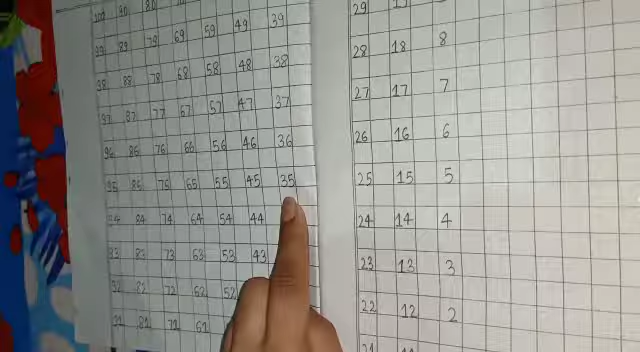 100 90 80
99 89 79 69 59 49 39
98 88 78 68 58 48 38
97 87 77 67 57 47 37
96 86 76 66 56 46 36
95 85 75 65 55 45 35
94 84 74 64 54 44
93 83 73 63 53 43
92 82 72 62 52
91 81 71 61
29
28 18 8
27 17 7
26 16 6
25 15 5
24 14 4
23 13 3
22 12 2